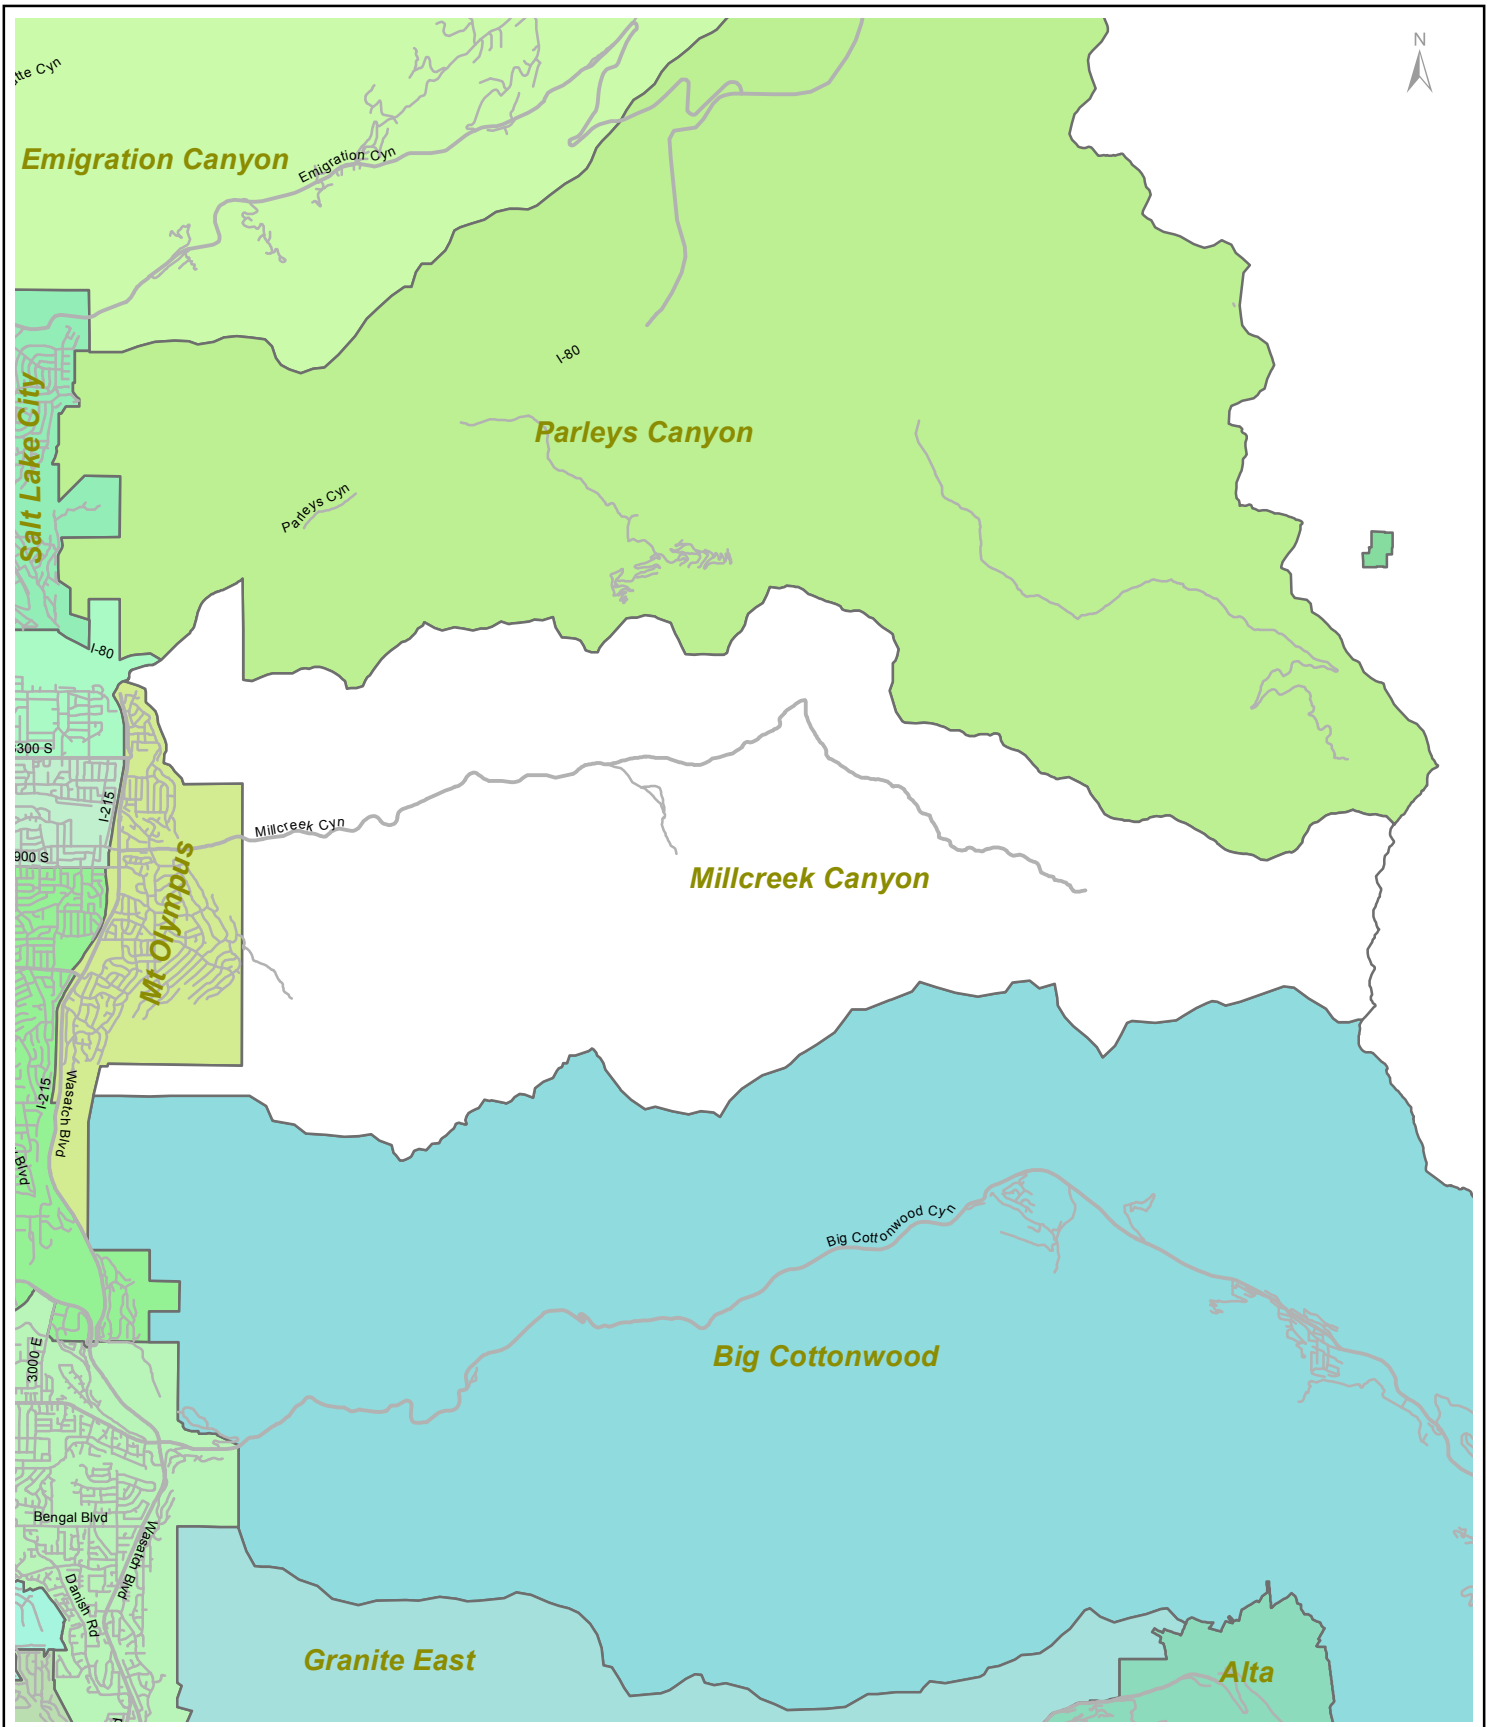 N
Emigration Canyon
Emigration Cyn
Salt Lake City
I-80
Parleys Canyon
Parleys Cyn
I-80
I-215
Millcreek Cyn
Millcreek Canyon
Mt Olympus
I-215
Wasatch Blvd
Blvd
Big Cottonwood Cyn
3000 E
Big Cottonwood
Bengal Blvd
Wasatch Blvd
Danish Rd
Granite East
Alta